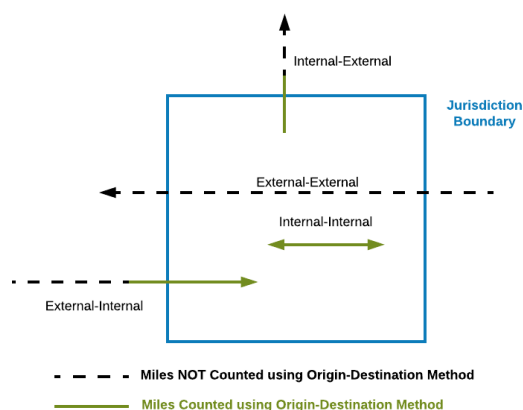 Internal-External
Jurisdiction
Boundary
External-External
Internal-Internal
External-Internal
Miles NOT Counted using Origin-Destination Method
Miles Counted using Origin-Destination Method